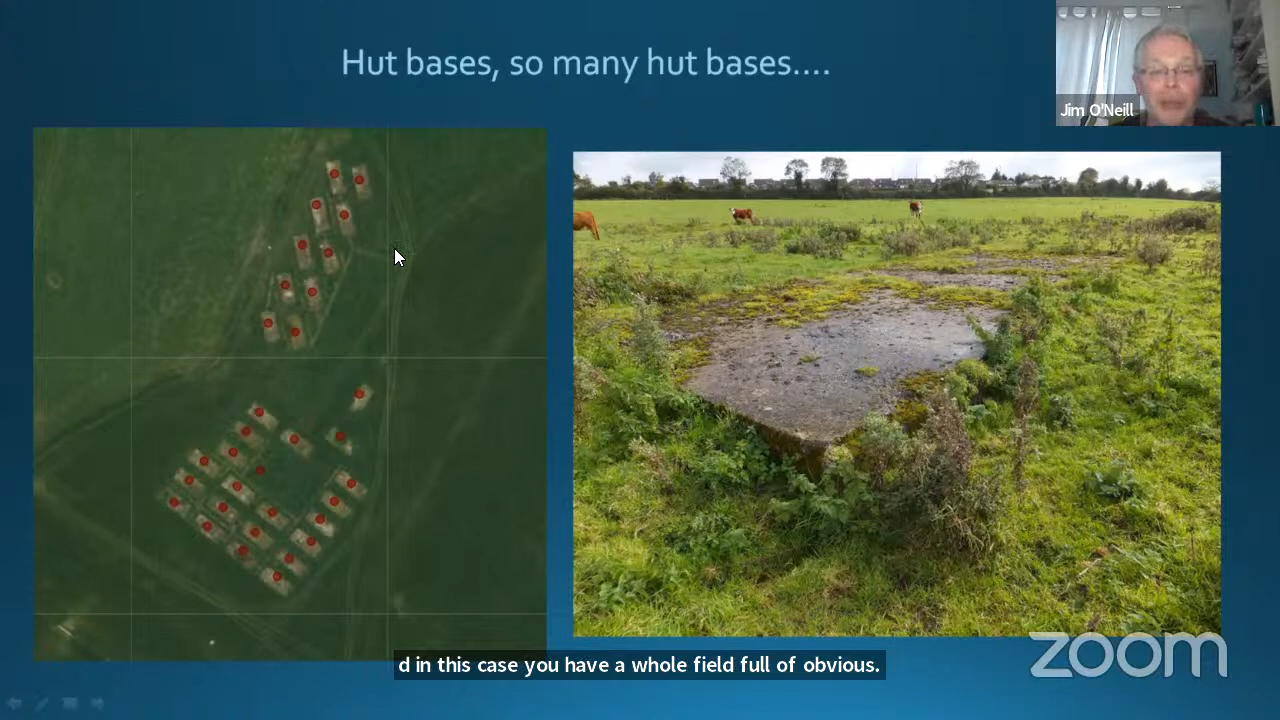 Hut bases, so many hut bases....
Jim O'Neill
d in this case you have a whole field full of obvious.
zoom